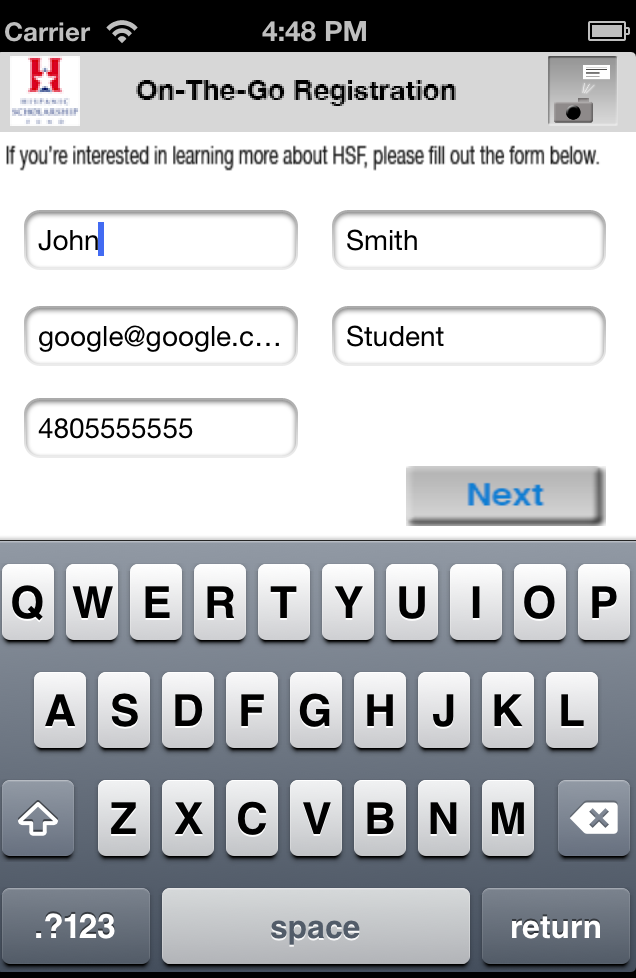 Carrier 4:48 PM
HISPANIC
SCHOLARSHIP
FUND
On-The-Go Registration
If you're interested in learning more about HSF, please fill out the form below.
John Smith
google@google.c... Student
4805555555
Next
Q W E R T Y U I O P
A S D F G H J K L
Z X C V B N M
.?123 space return